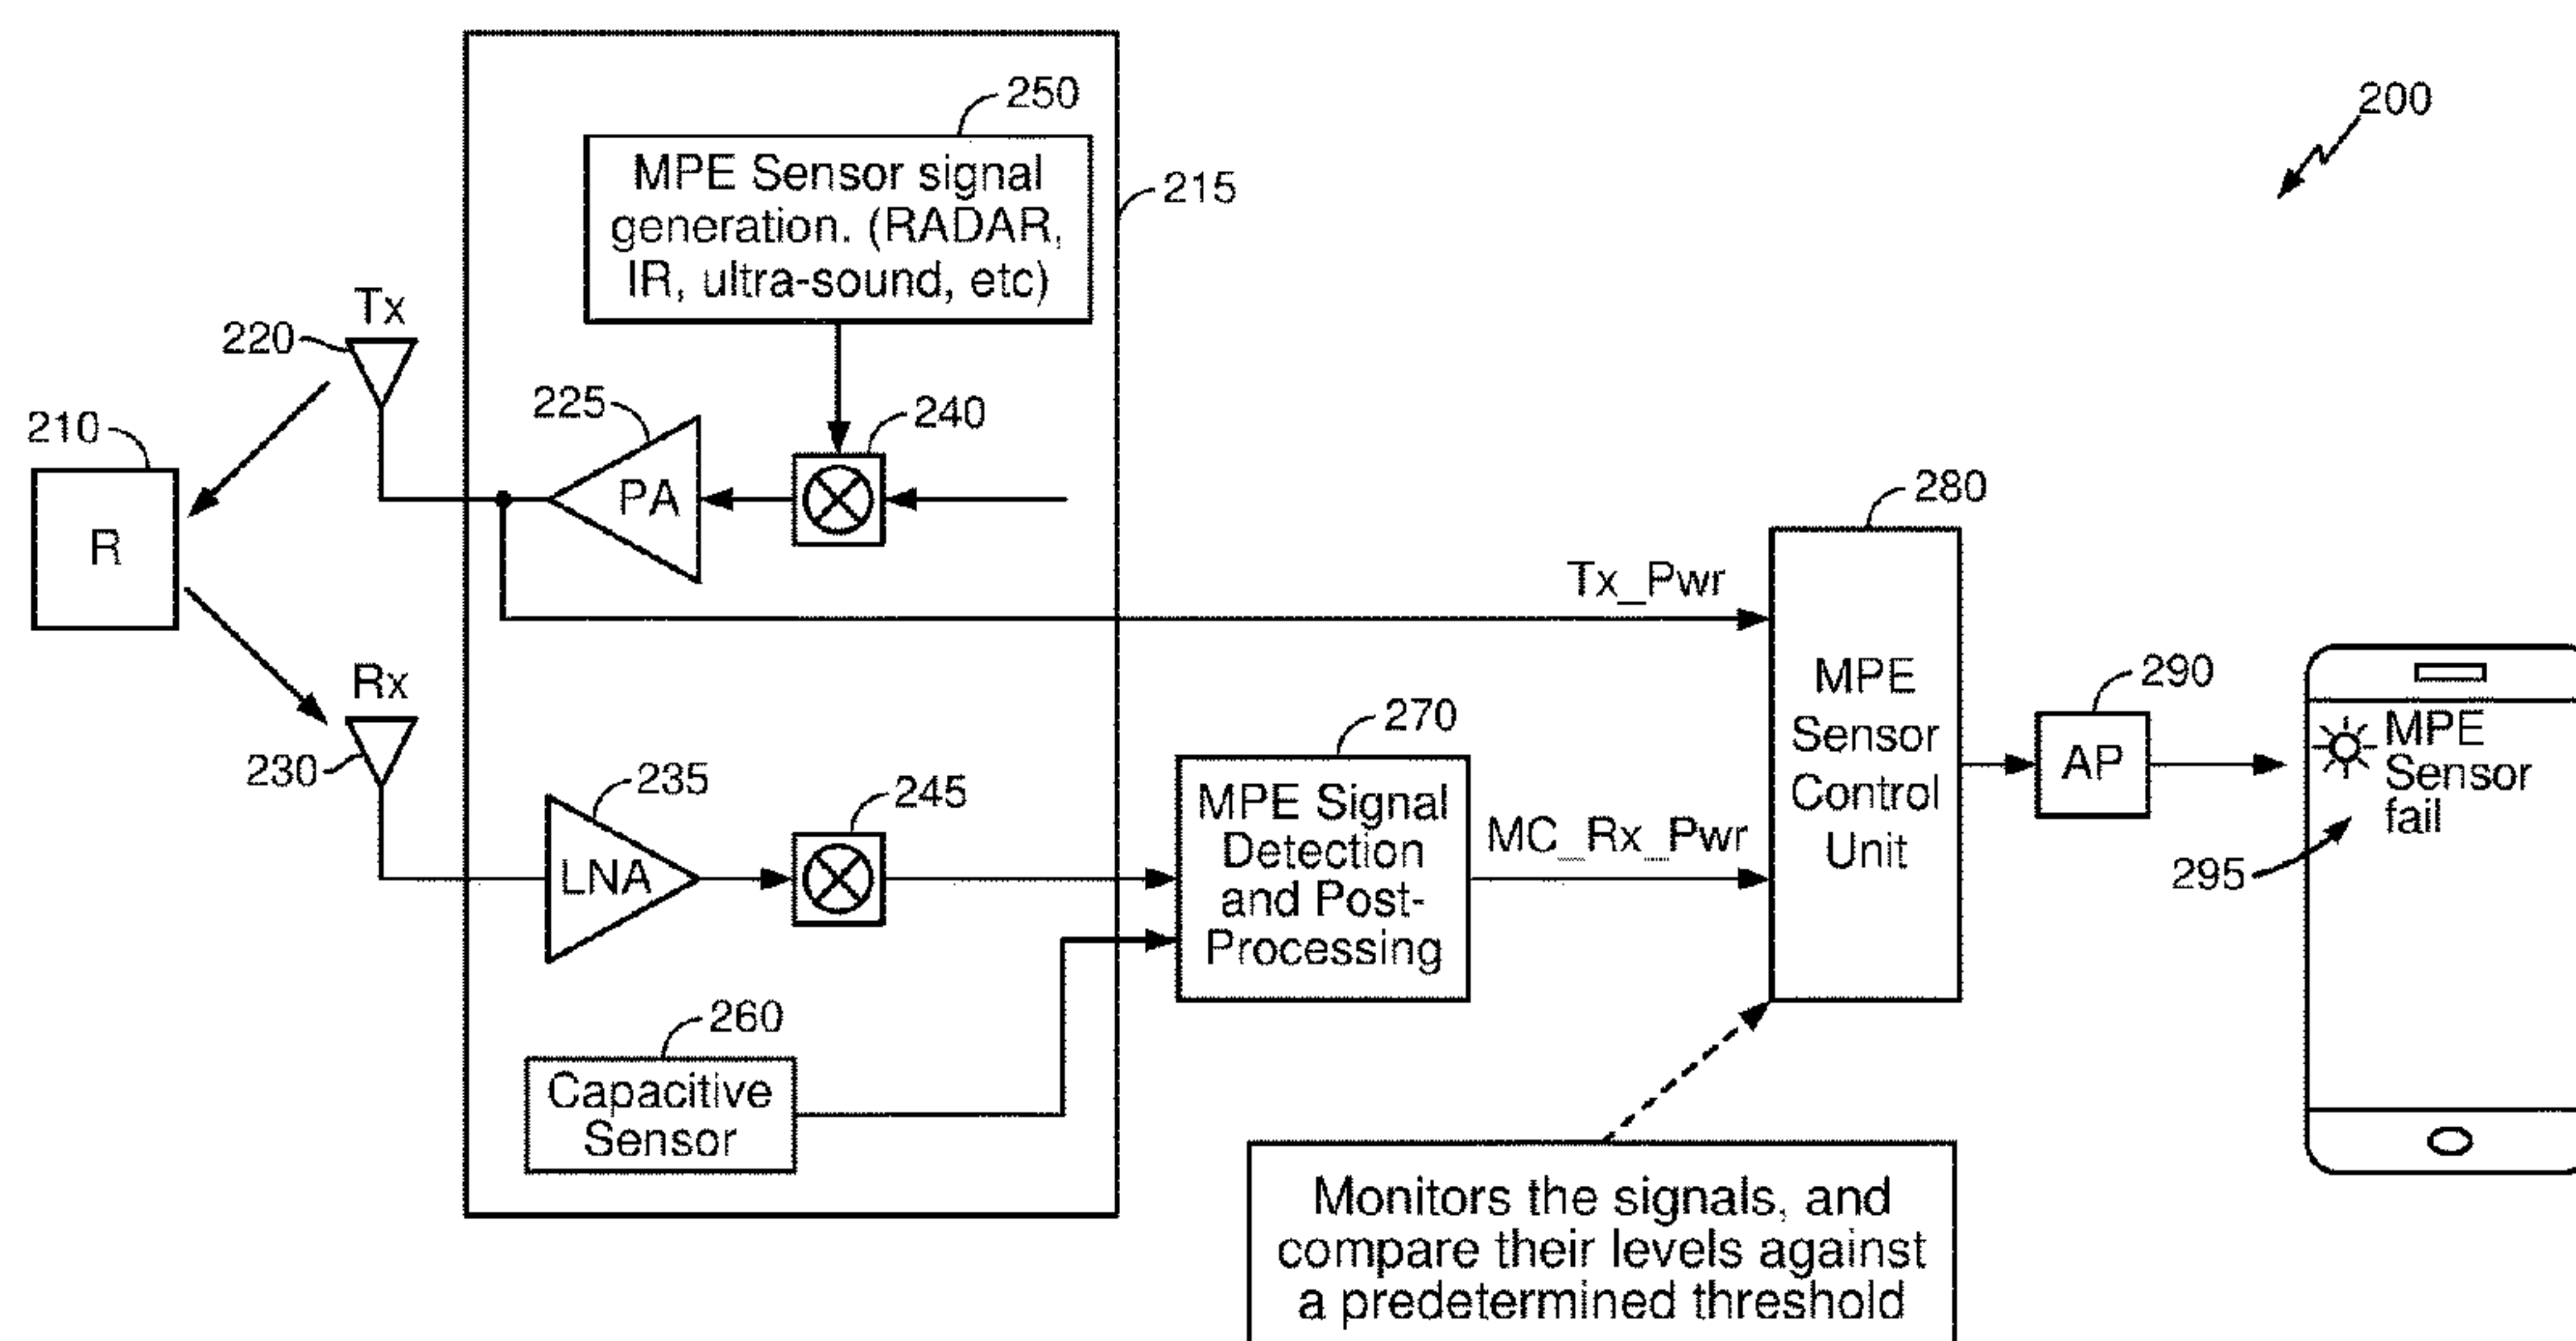 200
250
MPE Sensor signal
generation. (RADAR,
IR, ultra-sound, etc)
215
Tx
220
225
PA
240
210
R
Tx_Pwr
280
MPE
Sensor
Control
Unit
Rx
230
235
LNA
245
270
MPE Signal
Detection
and Post-
Processing
MC_Rx_Pwr
290
AP
MPE
Sensor
fail
295
260
Capacitive
Sensor
Monitors the signals, and
compare their levels against
a predetermined threshold